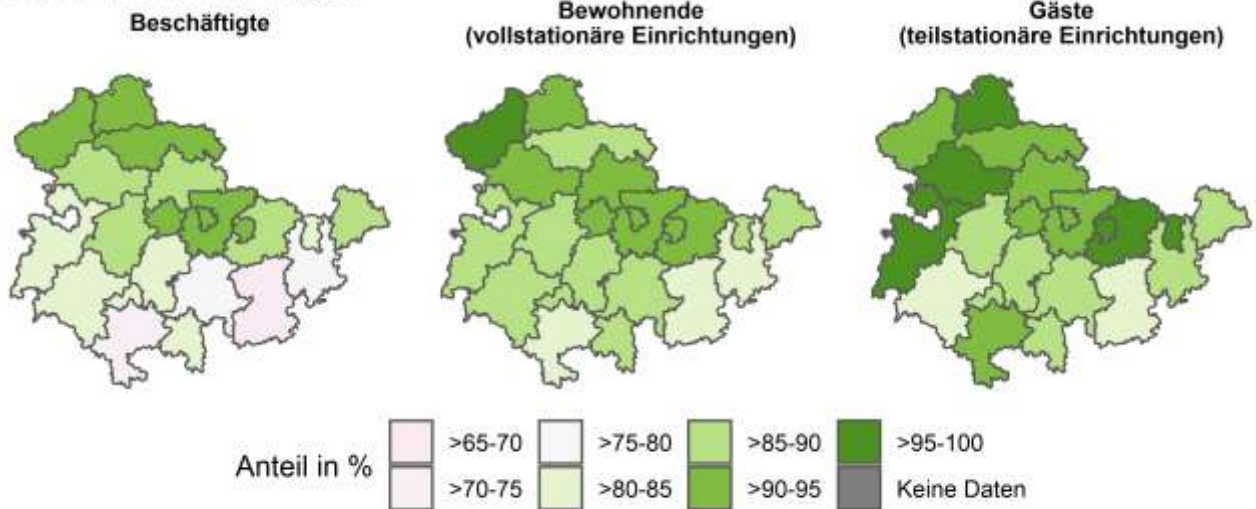 Beschäftigte
Bewohnende
(vollstationäre Einrichtungen)
Gäste
(teilstationäre Einrichtungen)
Anteil in %
>65-70
>75-80
>85-90
>95-100
>70-75
>80-85
>90-95
Keine Daten